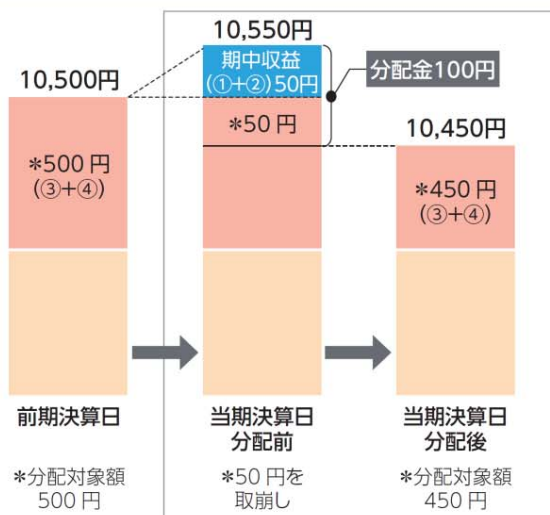 10,500円
*500 円
(③+④)
前期決算日
*分配対象額
500 円
10,550円
期中収益
(①+②)50円
*50 円
分配金100円
当期決算日
分配前
*50 円を
取崩し
10,450円
*450 円
(③+④)
当期決算日
分配後
*分配対象額
450 円